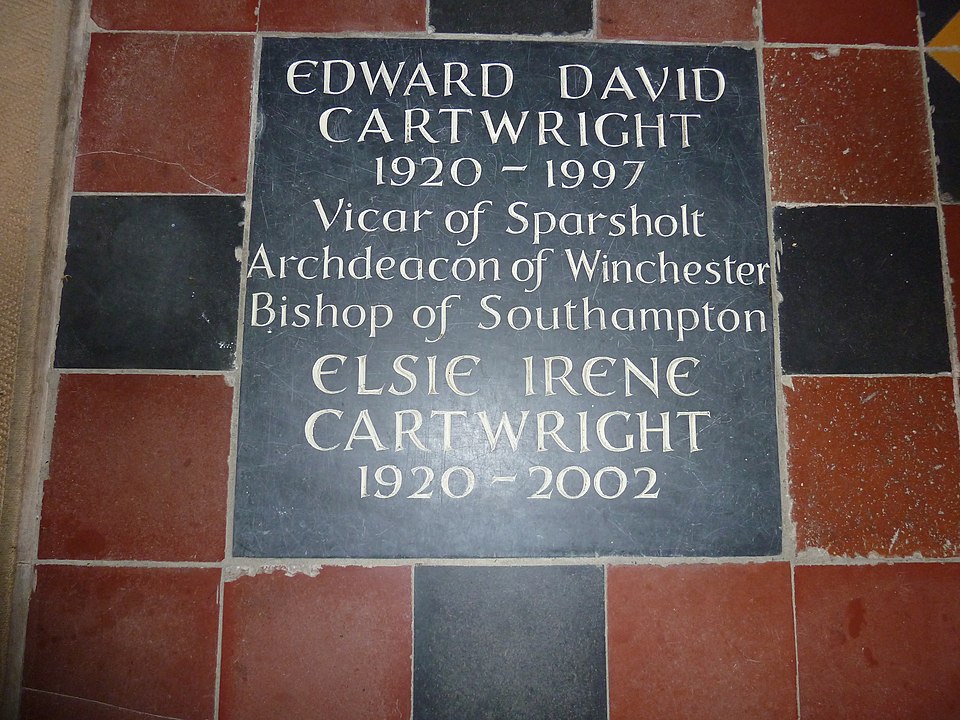 EDWARD DAVID
CARTWRIGHT
1920 - 1997
Vicar of Sparsholt
Archdeacon of Winchester
Bishop of Southampton
ELSIE IRENE
CARTWRIGHT
1920 - 2002